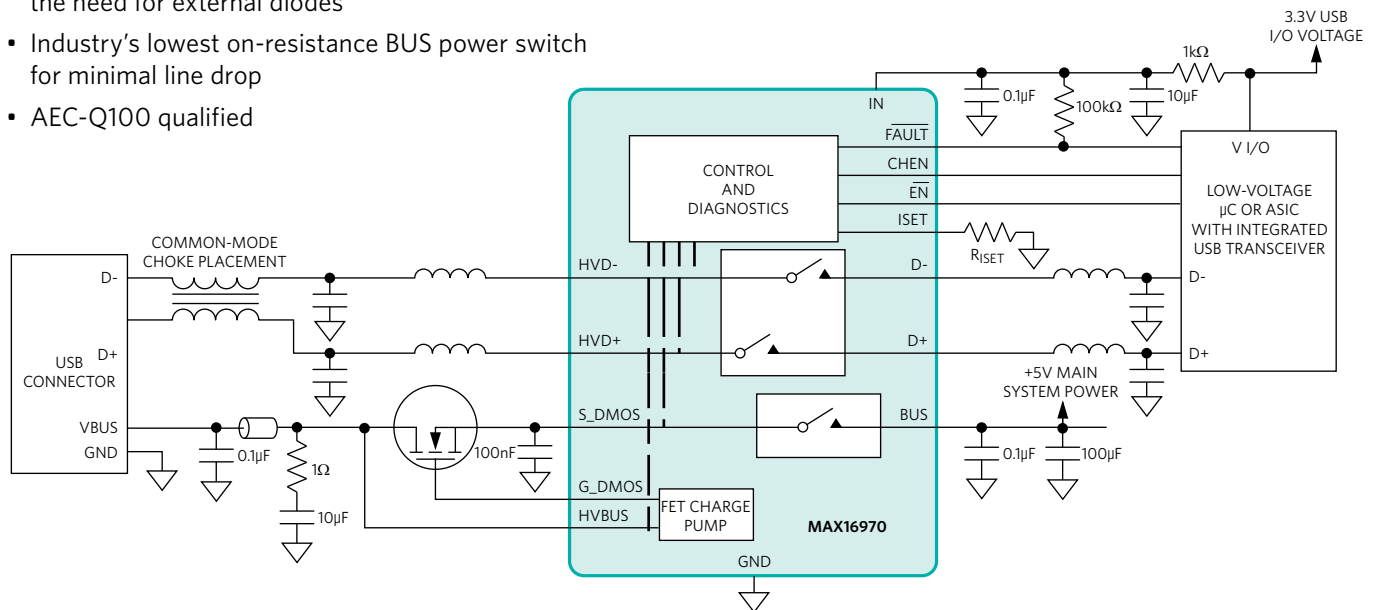 the need for external diodes
• Industry's lowest on-resistance BUS power switch
for minimal line drop
• AEC-Q100 qualified
3.3V USB
I/O VOLTAGE
1kΩ
IN
0.1µF
100kΩ
10µF
FAULT
CHEN
EN
ISET
RISET
V I/O
LOW-VOLTAGE
µC OR ASIC
WITH INTEGRATED
USB TRANSCEIVER
CONTROL
AND
DIAGNOSTICS
COMMON-MODE
CHOKE PLACEMENT
D-
HVD-
D-
D-
USB
CONNECTOR
D+
HVD+
D+
D+
+5V MAIN
SYSTEM POWER
VBUS
GND
0.1µF
1Ω
10µF
100nF
S_DMOS
BUS
0.1µF
100µF
G_DMOS
HVBUS
FET CHARGE
PUMP
MAX16970
GND